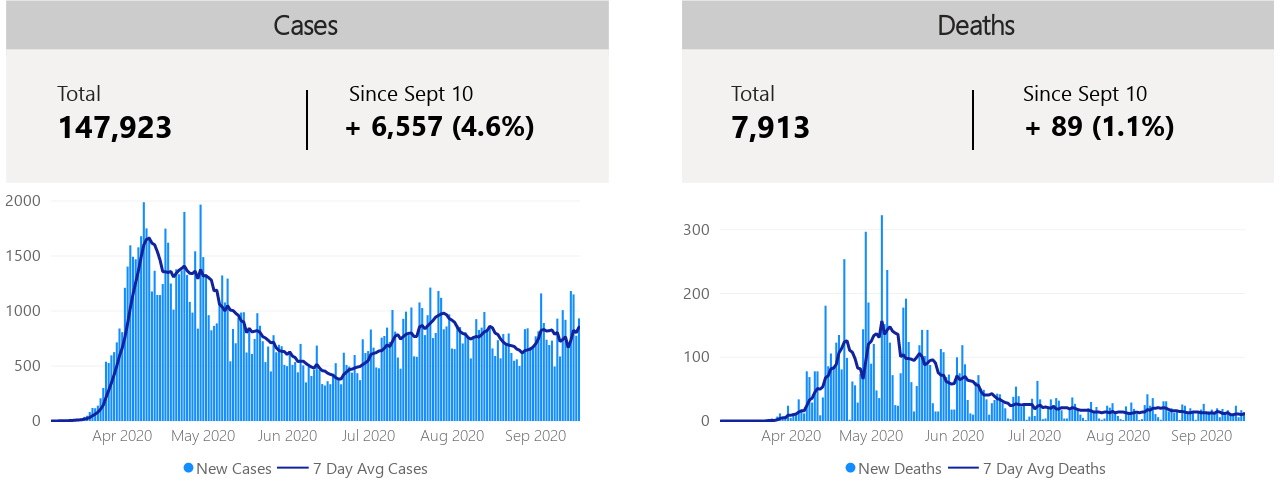 Cases
Total
147,923
Since Sept 10
+ 6,557 (4.6%)
2000
1500
1000
500
0
Apr 2020 May 2020 Jun 2020 Jul 2020 Aug 2020 Sep 2020
New Cases 7 Day Avg Cases
Deaths
Total
7,913
Since Sept 10
+ 89 (1.1%)
300
200
100
0
Apr 2020 May 2020 Jun 2020 Jul 2020 Aug 2020 Sep 2020
New Deaths 7 Day Avg Deaths